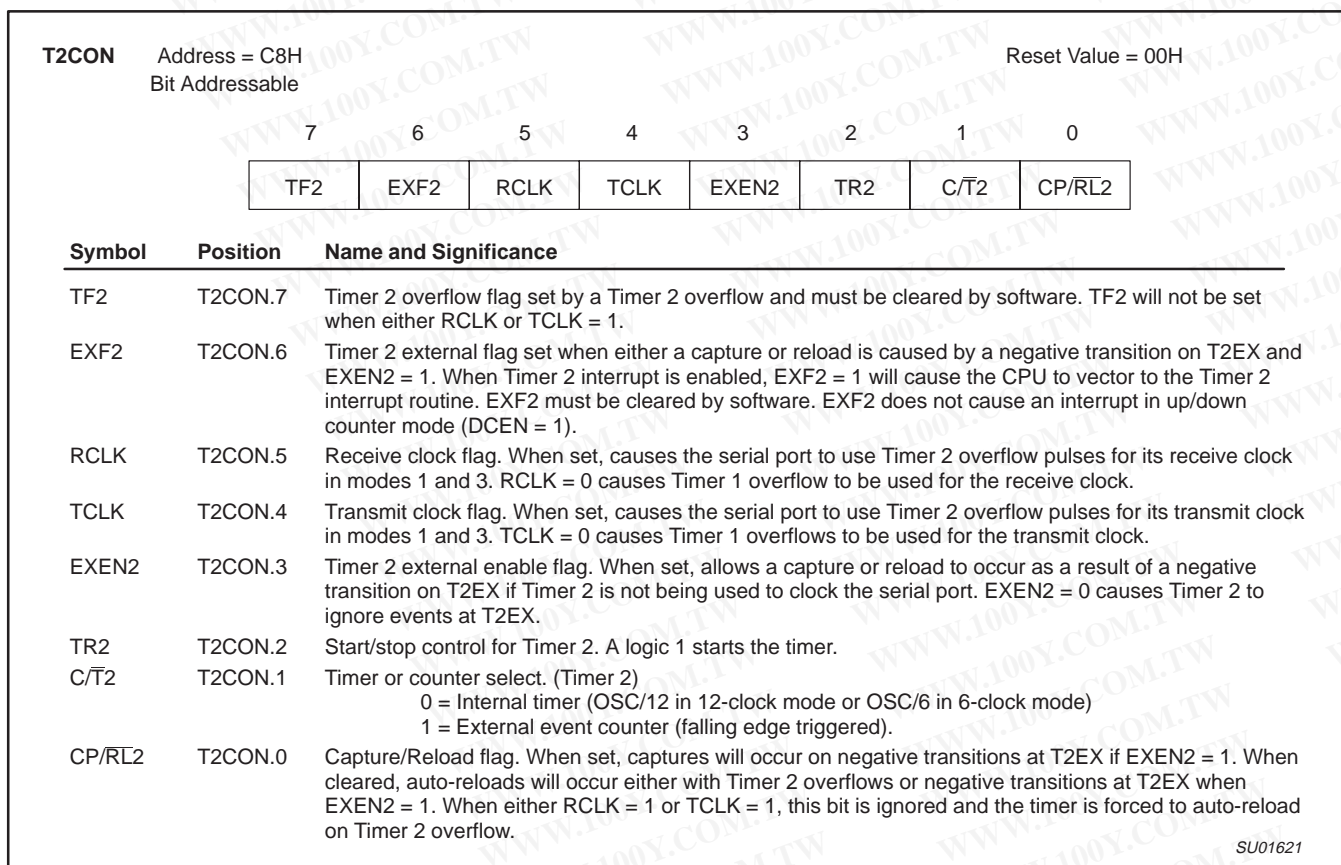 T2CON Address = C8H Reset Value = 00H
Bit Addressable
7 6 5 4 3 2 1 0
TF2 EXF2 RCLK TCLK EXEN2 TR2 C/T̅2 CP/R̅L̅2
Symbol Position Name and Significance
TF2 T2CON.7 Timer 2 overflow flag set by a Timer 2 overflow and must be cleared by software. TF2 will not be set
when either RCLK or TCLK = 1.
EXF2 T2CON.6 Timer 2 external flag set when either a capture or reload is caused by a negative transition on T2EX and
EXEN2 = 1. When Timer 2 interrupt is enabled, EXF2 = 1 will cause the CPU to vector to the Timer 2
interrupt routine. EXF2 must be cleared by software. EXF2 does not cause an interrupt in up/down
counter mode (DCEN = 1).
RCLK T2CON.5 Receive clock flag. When set, causes the serial port to use Timer 2 overflow pulses for its receive clock
in modes 1 and 3. RCLK = 0 causes Timer 1 overflow to be used for the receive clock.
TCLK T2CON.4 Transmit clock flag. When set, causes the serial port to use Timer 2 overflow pulses for its transmit clock
in modes 1 and 3. TCLK = 0 causes Timer 1 overflows to be used for the transmit clock.
EXEN2 T2CON.3 Timer 2 external enable flag. When set, allows a capture or reload to occur as a result of a negative
transition on T2EX if Timer 2 is not being used to clock the serial port. EXEN2 = 0 causes Timer 2 to
ignore events at T2EX.
TR2 T2CON.2 Start/stop control for Timer 2. A logic 1 starts the timer.
C/T̅2 T2CON.1 Timer or counter select. (Timer 2)
0 = Internal timer (OSC/12 in 12-clock mode or OSC/6 in 6-clock mode)
1 = External event counter (falling edge triggered).
CP/R̅L̅2 T2CON.0 Capture/Reload flag. When set, captures will occur on negative transitions at T2EX if EXEN2 = 1. When
cleared, auto-reloads will occur either with Timer 2 overflows or negative transitions at T2EX when
EXEN2 = 1. When either RCLK = 1 or TCLK = 1, this bit is ignored and the timer is forced to auto-reload
on Timer 2 overflow.
SU01621
WWW.100Y.COM.TW